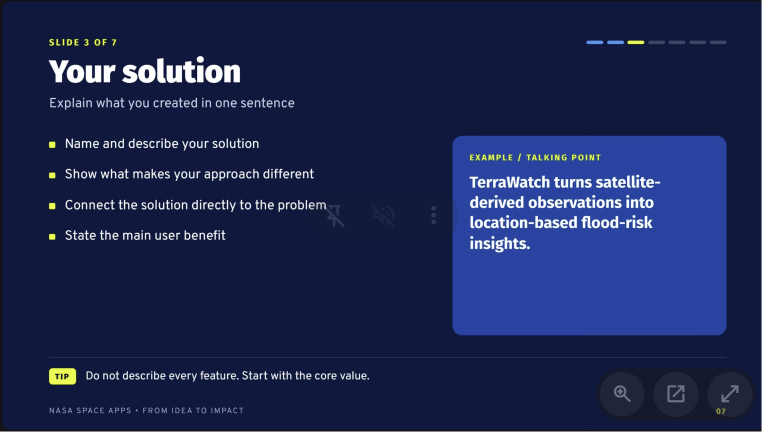 SLIDE 3 OF 7
Your solution
Explain what you created in one sentence
Name and describe your solution
Show what makes your approach different
Connect the solution directly to the problem
State the main user benefit
EXAMPLE / TALKING POINT
TerraWatch turns satellite-
derived observations into
location-based flood-risk
insights.
TIP Do not describe every feature. Start with the core value.
NASA SPACE APPS • FROM IDEA TO IMPACT
07